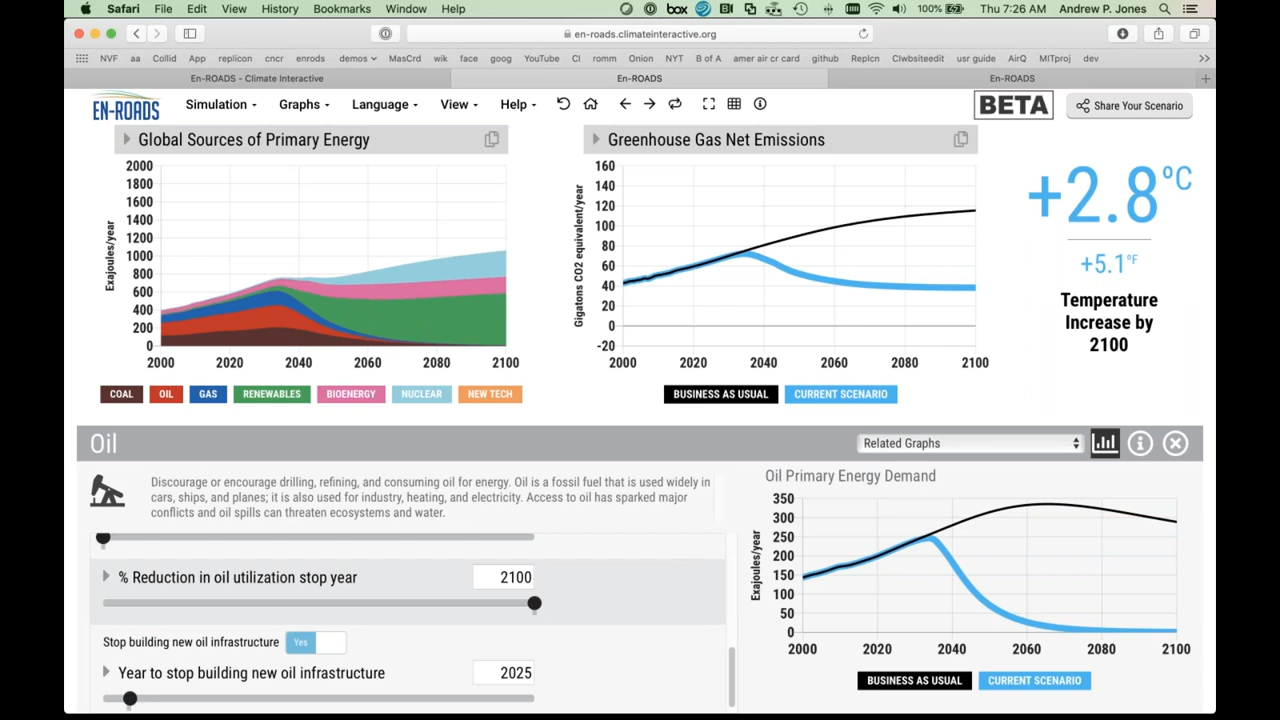 Safari File Edit View History Bookmarks Window Help box 100% Thu 7:26 AM Andrew P. Jones
en-roads.climateinteractive.org
NVF aa Collid App replicon cncr enrods demos MasCrd wik face goog YouTube CI romm Onion NYT B of A amer air cr card github Replcn Clwbsiteedit usr guide AirQ MITproj dev
En-ROADS - Climate Interactive En-ROADS En-ROADS
EN-ROADS Simulation Graphs Language View Help BETA Share Your Scenario
Global Sources of Primary Energy
Exajoules/year
2000
1800
1600
1400
1200
1000
800
600
400
200
0
2000 2020 2040 2060 2080 2100
COAL OIL GAS RENEWABLES BIOENERGY NUCLEAR NEW TECH
Greenhouse Gas Net Emissions
Gigatons CO2 equivalent/year
160
140
120
100
80
60
40
20
0
-20
2000 2020 2040 2060 2080 2100
BUSINESS AS USUAL CURRENT SCENARIO
+2.8°C
+5.1°F
Temperature
Increase by
2100
Oil Related Graphs
Discourage or encourage drilling, refining, and consuming oil for energy. Oil is a fossil fuel that is used widely in
cars, ships, and planes; it is also used for industry, heating, and electricity. Access to oil has sparked major
conflicts and oil spills can threaten ecosystems and water.
% Reduction in oil utilization stop year 2100
Stop building new oil infrastructure Yes
Year to stop building new oil infrastructure 2025
Oil Primary Energy Demand
Exajoules/year
350
300
250
200
150
100
50
0
2000 2020 2040 2060 2080 2100
BUSINESS AS USUAL CURRENT SCENARIO